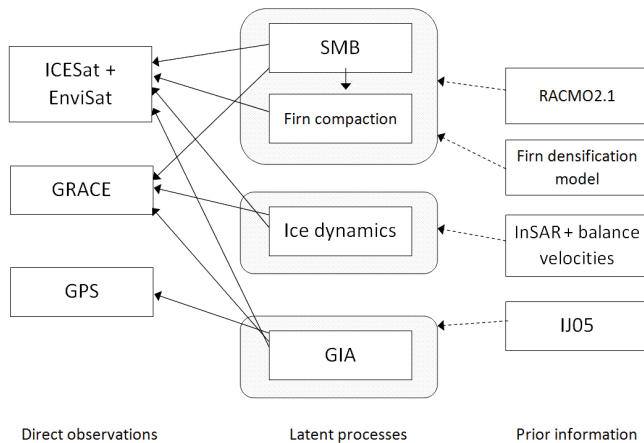 ICESat +
EnviSat
GRACE
GPS
SMB
Firn compaction
Ice dynamics
GIA
RACMO2.1
Firn densification
model
InSAR + balance
velocities
IJ05
Direct observations
Latent processes
Prior information